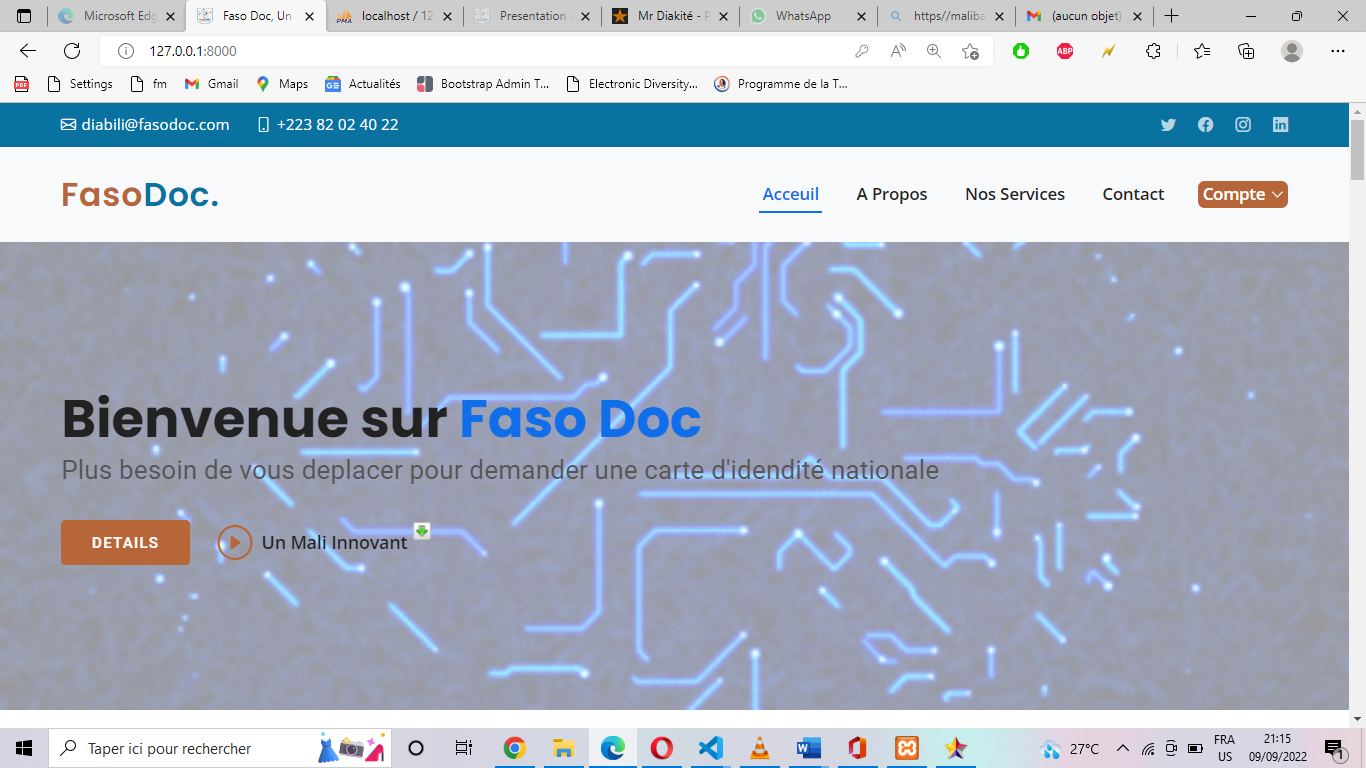 Microsoft Edg
Faso Doc, Un
localhost / 12
Presentation
Mr Diakité - P
WhatsApp
https//maliba
(aucun objet)
127.0.0.1:8000
Settings
fm
Gmail
Maps
Actualités
Bootstrap Admin T...
Electronic Diversity...
Programme de la T...
diabili@fasodoc.com
+223 82 02 40 22
FasoDoc.
Acceuil
A Propos
Nos Services
Contact
Compte
Bienvenue sur Faso Doc
Plus besoin de vous deplacer pour demander une carte d'idendité nationale
DETAILS
Un Mali Innovant
Taper ici pour rechercher
27°C
FRA
US
21:15
09/09/2022
1